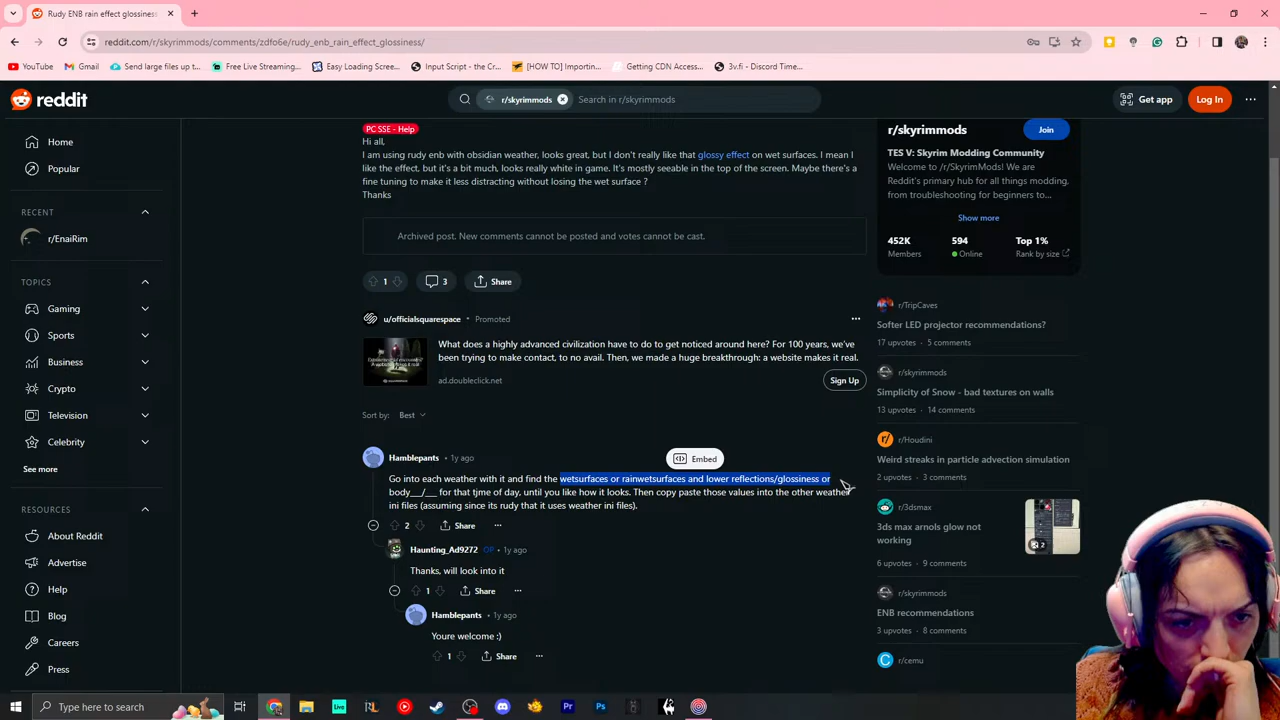 Rudy ENB rain effect glossiness
reddit.com/r/skyrimmods/comments/zdfo6e/rudy_enb_rain_effect_glossiness/
YouTube
Gmail
Send large files up t...
Free Live Streaming...
Easy Loading Scree...
Input Script - the Cr...
[HOW TO] Importin...
Getting CDN Access...
3v.fi - Discord Time...
reddit
r/skyrimmods
Search in r/skyrimmods
Get app
Log In
Home
Popular
RECENT
r/EnaiRim
TOPICS
Gaming
Sports
Business
Crypto
Television
Celebrity
See more
RESOURCES
About Reddit
Advertise
Help
Blog
Careers
Press
PC SSE - Help
Hi all,
I am using rudy enb with obsidian weather, looks great, but I don't really like that glossy effect on wet surfaces. I mean I
like the effect, but it's a bit much, looks really white in game. It's mostly seeable in the top of the screen. Maybe there's a
fine tuning to make it less distracting without losing the wet surface ?
Thanks
Archived post. New comments cannot be posted and votes cannot be cast.
1
3
Share
u/officialsquarespace • Promoted
What does a highly advanced civilization have to do to get noticed around here? For 100 years, we've
been trying to make contact, to no avail. Then, we made a huge breakthrough: a website makes it real.
ad.doubleclick.net
Sign Up
Sort by: Best
Hamblepants • 1y ago
Embed
Go into each weather with it and find the wetsurfaces or rainwetsurfaces and lower reflections/glossiness or
body__/__ for that tjme of day, until you like how it looks. Then copy paste those values into the other weather
ini files (assuming since its rudy that it uses weather ini files).
2
Share
Haunting_Ad9272 OP • 1y ago
Thanks, will look into it
1
Share
Hamblepants • 1y ago
Youre welcome :)
1
Share
r/skyrimmods
Join
TES V: Skyrim Modding Community
Welcome to /r/SkyrimMods! We are
Reddit's primary hub for all things modding,
from troubleshooting for beginners to...
Show more
452K
Members
594
Online
Top 1%
Rank by size
r/TripCaves
Softer LED projector recommendations?
17 upvotes • 5 comments
r/skyrimmods
Simplicity of Snow - bad textures on walls
13 upvotes • 14 comments
r/Houdini
Weird streaks in particle advection simulation
2 upvotes • 3 comments
r/3dsmax
3ds max arnols glow not
working
6 upvotes • 9 comments
r/skyrimmods
ENB recommendations
3 upvotes • 8 comments
r/cemu
Type here to search